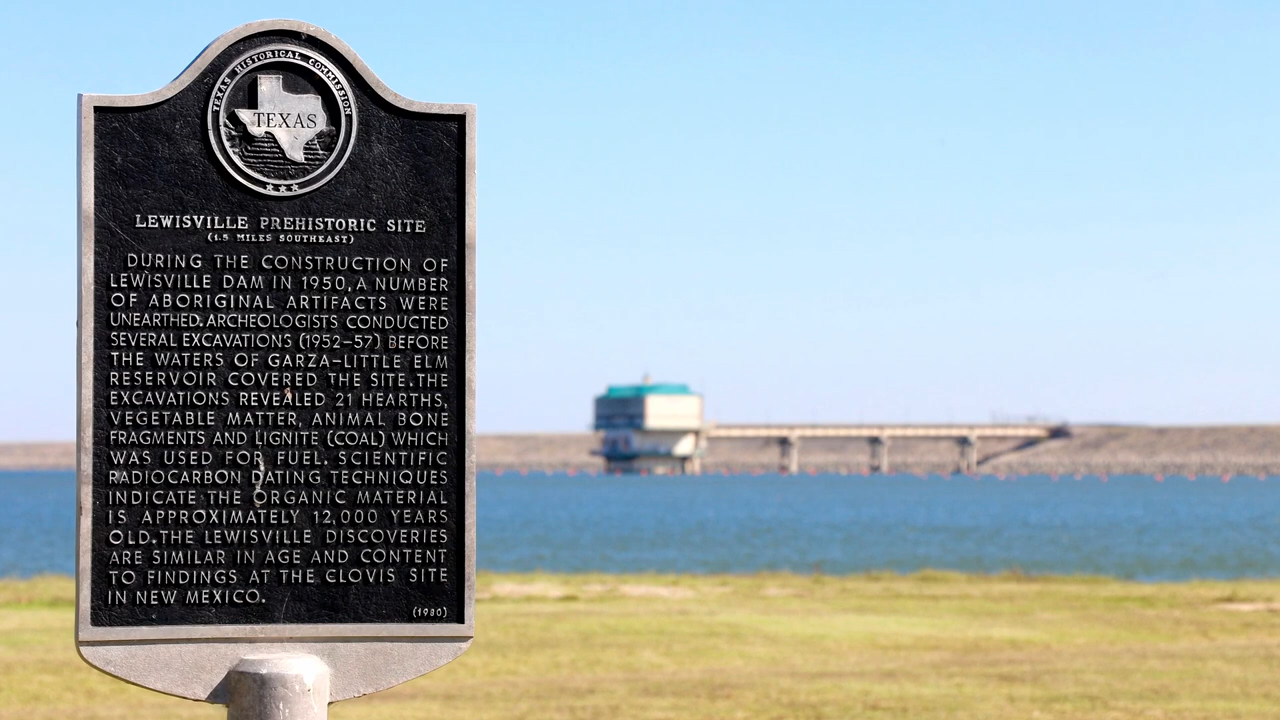 TEXAS HISTORICAL COMMISSION
TEXAS
LEWISVILLE PREHISTORIC SITE
(1.5 MILES SOUTHEAST)
DURING THE CONSTRUCTION OF
LEWISVILLE DAM IN 1950, A NUMBER
OF ABORIGINAL ARTIFACTS WERE
UNEARTHED. ARCHEOLOGISTS CONDUCTED
SEVERAL EXCAVATIONS (1952-57) BEFORE
THE WATERS OF GARZA-LITTLE ELM
RESERVOIR COVERED THE SITE. THE
EXCAVATIONS REVEALED 21 HEARTHS,
VEGETABLE MATTER, ANIMAL BONE
FRAGMENTS AND LIGNITE (COAL) WHICH
WAS USED FOR FUEL. SCIENTIFIC
RADIOCARBON DATING TECHNIQUES
INDICATE THE ORGANIC MATERIAL
IS APPROXIMATELY 12,000 YEARS
OLD. THE LEWISVILLE DISCOVERIES
ARE SIMILAR IN AGE AND CONTENT
TO FINDINGS AT THE CLOVIS SITE
IN NEW MEXICO.
(1980)